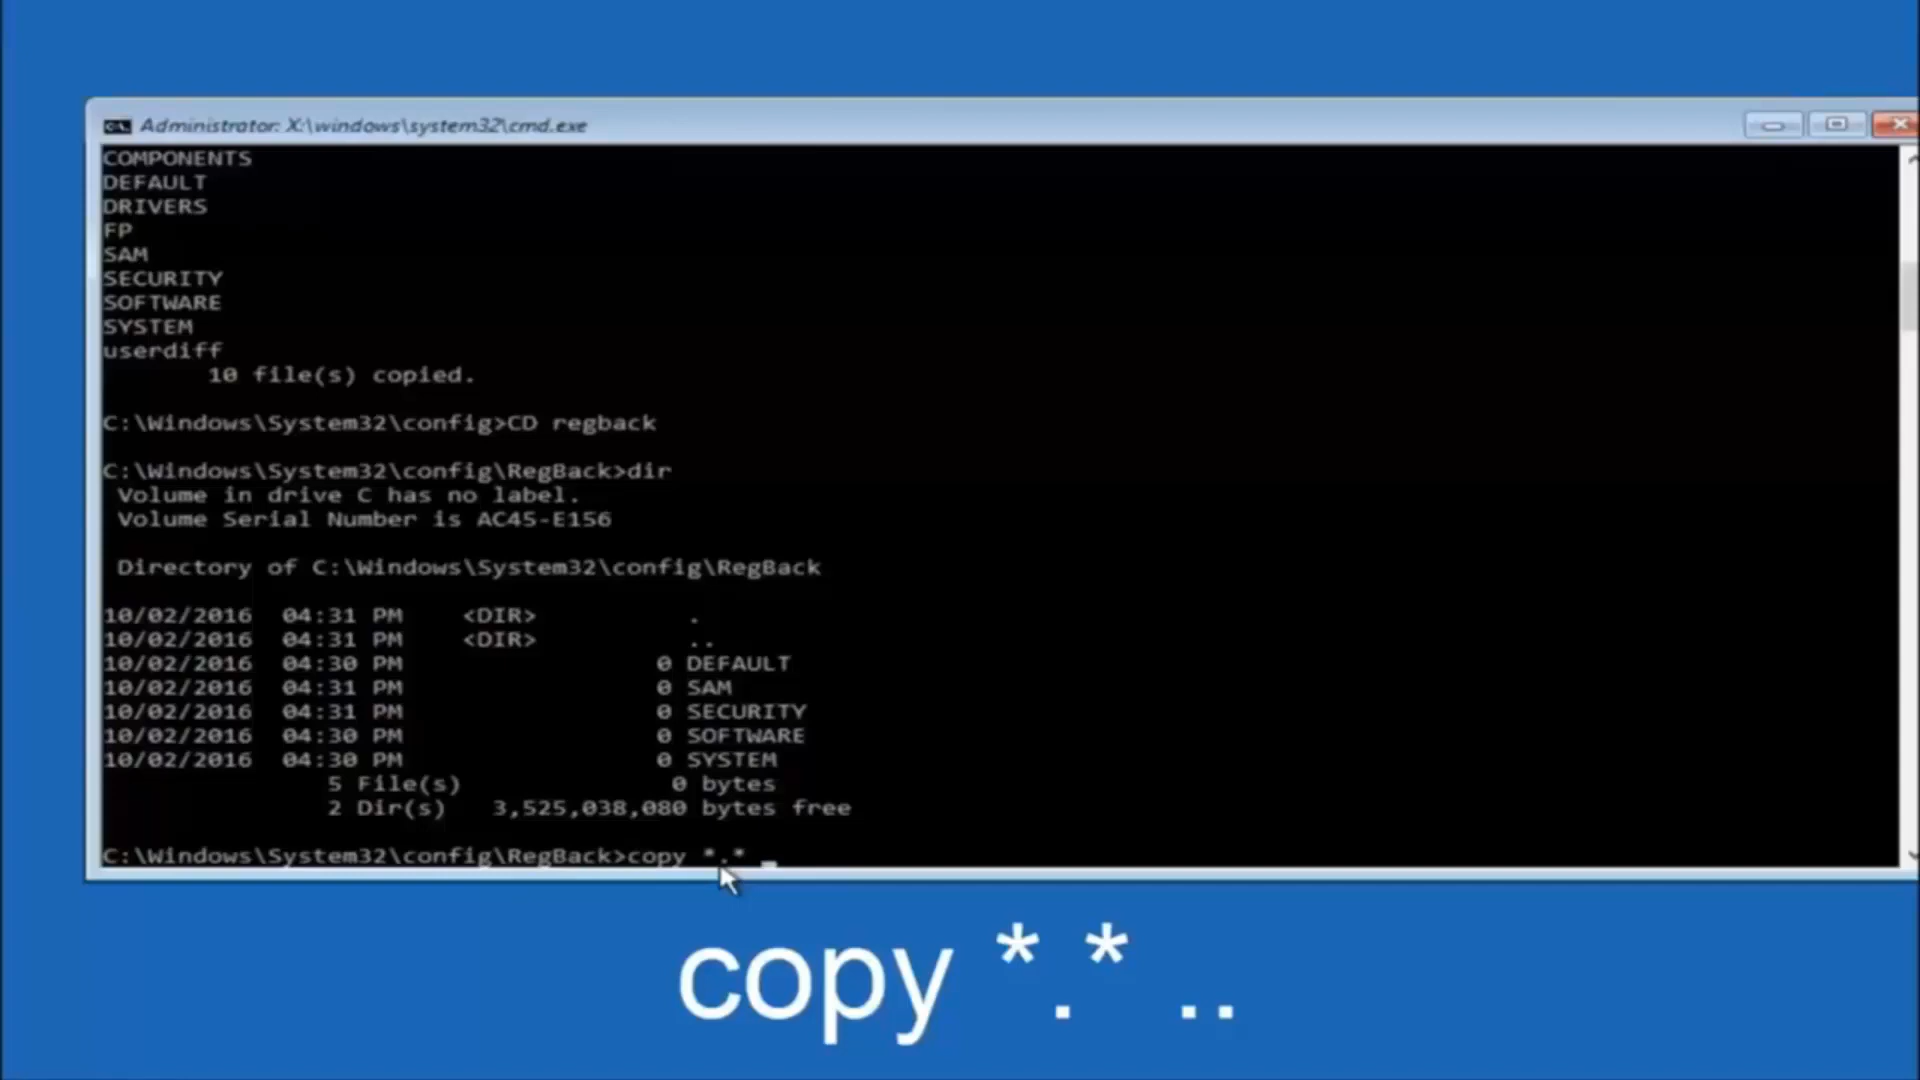 Administrator: X:\windows\system32\cmd.exe
COMPONENTS
DEFAULT
DRIVERS
FP
SAM
SECURITY
SOFTWARE
SYSTEM
userdiff
10 file(s) copied.
C:\Windows\System32\config>CD regback
C:\Windows\System32\config\RegBack>dir
Volume in drive C has no label.
Volume Serial Number is AC45-E156
Directory of C:\Windows\System32\config\RegBack
10/02/2016 04:31 PM <DIR> .
10/02/2016 04:31 PM <DIR> ..
10/02/2016 04:30 PM 0 DEFAULT
10/02/2016 04:31 PM 0 SAM
10/02/2016 04:31 PM 0 SECURITY
10/02/2016 04:30 PM 0 SOFTWARE
10/02/2016 04:30 PM 0 SYSTEM
5 File(s) 0 bytes
2 Dir(s) 3,525,038,080 bytes free
C:\Windows\System32\config\RegBack>copy *.* _
copy *.* ..